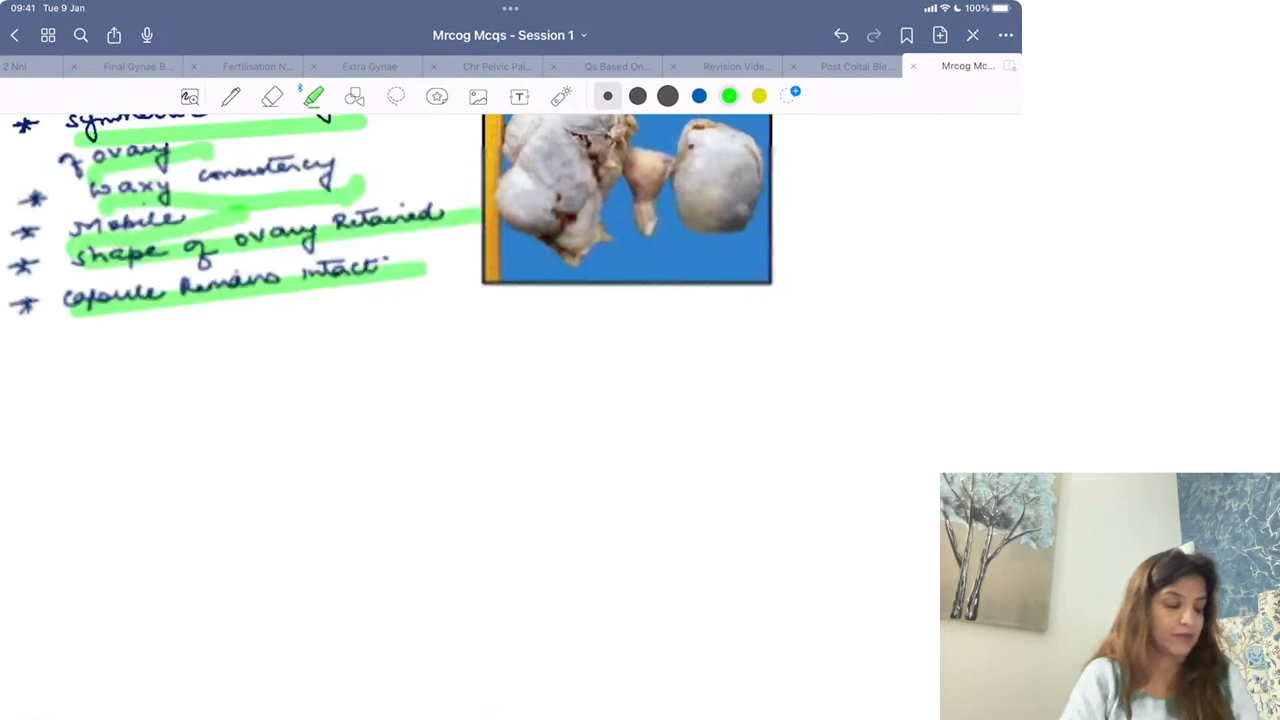 09:41 Tue 9 Jan
100%
Mrcog Mcqs - Session 1
2 Nnl
Final Gynae B...
Fertilisation N...
Extra Gynae
Chr Pelvic Pai...
Qs Based On...
Revision Vide...
Post Coital Ble...
Mrcog Mc...
of ovary
* waxy consistency
* Mobile
* shape of ovary Retained
* capsule Remains intact